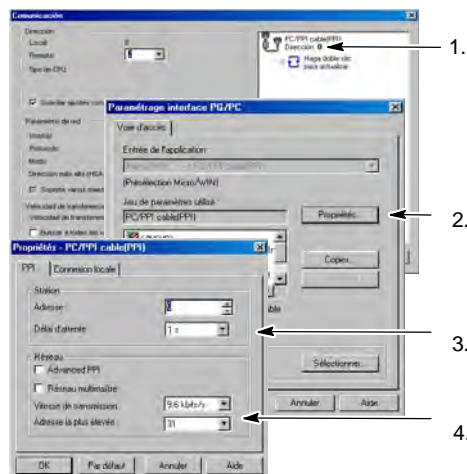 Comunicación
Dirección
Local: 0
Remota:
Tipo de CPU:
Guardar ajustes con
Parámetros de red
Interfaz:
Protocolo:
Modo:
Dirección más alta (HSA
Soporta varios maest
Velocidad de transferencia
Velocidad de transferen
Buscar a todas las v
PC/PPI cable(PPI)
Dirección: 0
Haga doble clic
para actualizar
1.
Paramétrage interface PG/PC
Voie d'accès
Entrée de l'application :
(Présélection Micro/WIN)
Jeu de paramètres utilisé :
PC/PPI cable(PPI)
Propriétés...
2.
Copier...
Sélectionner...
Annuler
Aide
Propriétés - PC/PPI cable(PPI)
PPI
Connexion locale
Station
Adresse :
Délai d'attente :
1 s
3.
Réseau
Advanced PPI
Réseau multimaître
Vitesse de transmission :
9.6 kbits/s
Adresse la plus élevée :
31
4.
OK
Par défaut
Annuler
Aide